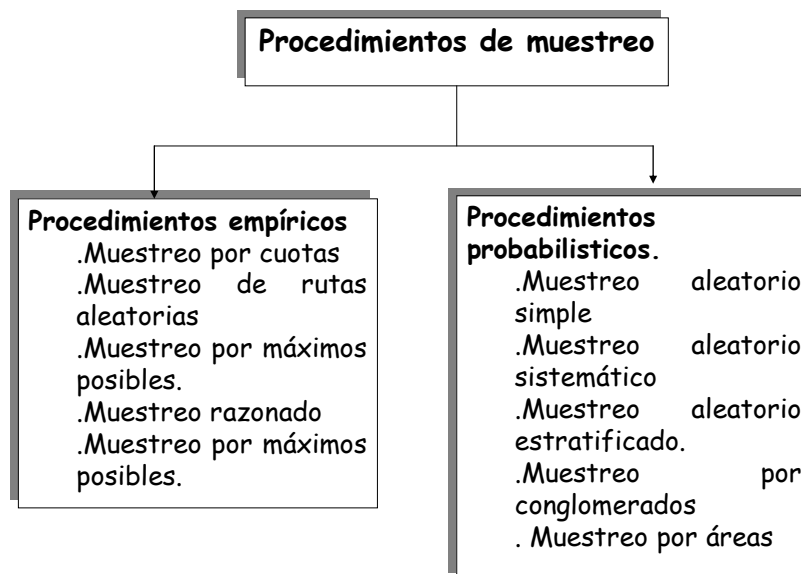 Procedimientos de muestreo
Procedimientos empíricos
.Muestreo por cuotas
.Muestreo de rutas
aleatorias
.Muestreo por máximos
posibles.
.Muestreo razonado
.Muestreo por máximos
posibles.
Procedimientos
probabilisticos.
.Muestreo aleatorio
simple
.Muestreo aleatorio
sistemático
.Muestreo aleatorio
estratificado.
.Muestreo por
conglomerados
. Muestreo por áreas